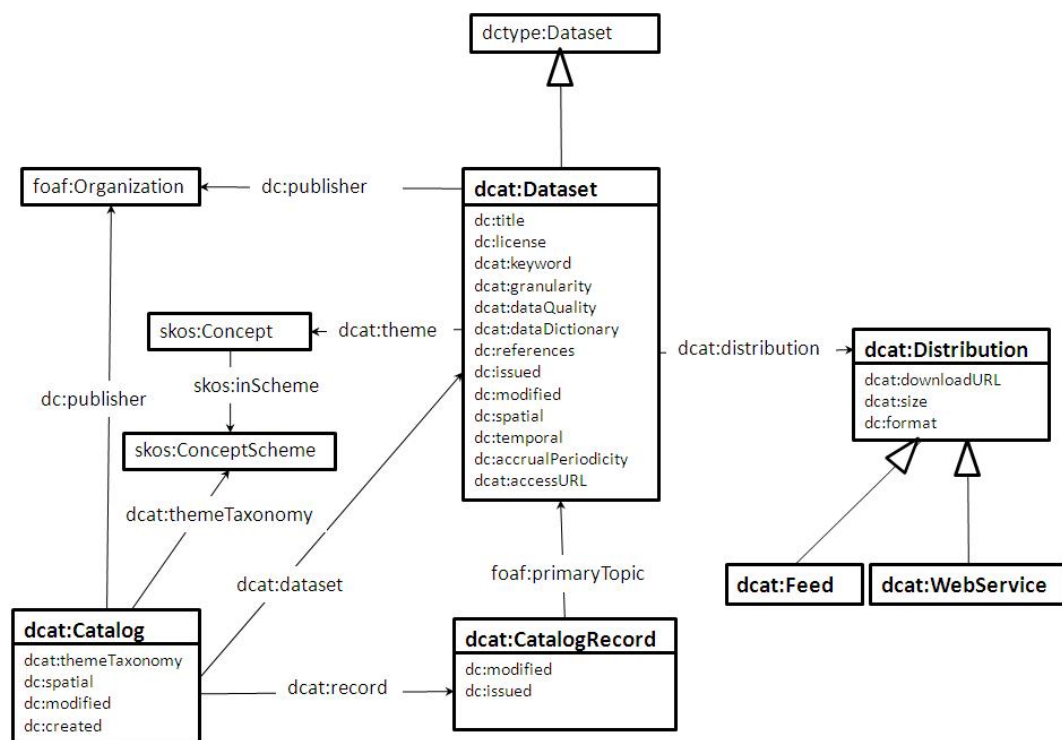 dctype:Dataset
foaf:Organization
dc:publisher
dcat:Dataset
dc:title
dc:license
dcat:keyword
dcat:granularity
dcat:dataQuality
dcat:dataDictionary
dc:references
dc:issued
dc:modified
dc:spatial
dc:temporal
dc:accrualPeriodicity
dcat:accessURL
skos:Concept
dcat:theme
skos:inScheme
dc:publisher
skos:ConceptScheme
dcat:themeTaxonomy
dcat:distribution
dcat:Distribution
dcat:downloadURL
dcat:size
dc:format
dcat:dataset
foaf:primaryTopic
dcat:Feed
dcat:WebService
dcat:Catalog
dcat:themeTaxonomy
dc:spatial
dc:modified
dc:created
dcat:record
dcat:CatalogRecord
dc:modified
dc:issued